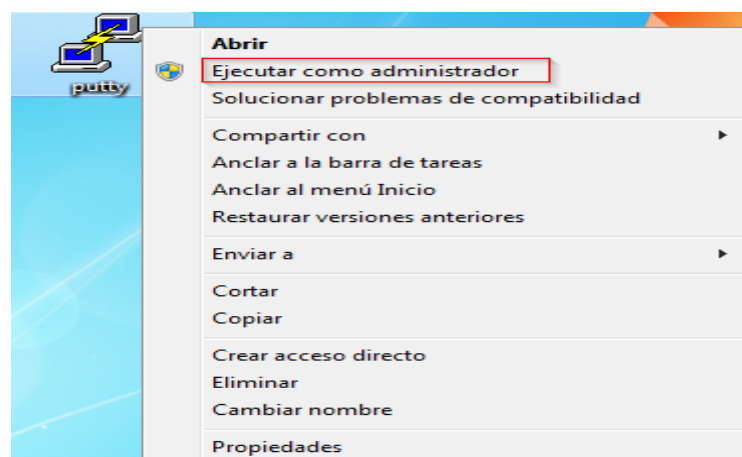 putty
Abrir
Ejecutar como administrador
Solucionar problemas de compatibilidad
Compartir con
Anclar a la barra de tareas
Anclar al menú Inicio
Restaurar versiones anteriores
Enviar a
Cortar
Copiar
Crear acceso directo
Eliminar
Cambiar nombre
Propiedades